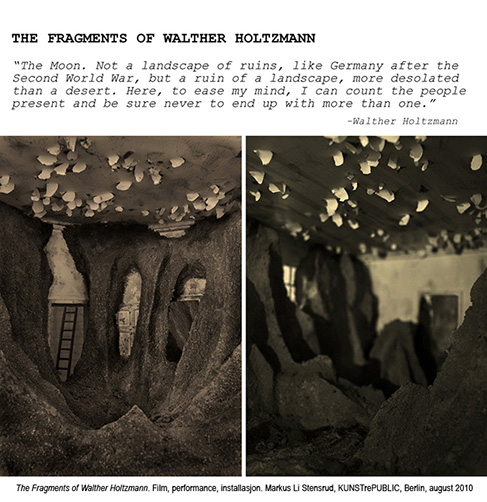 THE FRAGMENTS OF WALTHER HOLTZMANN
“The Moon. Not a landscape of ruins, like Germany after the
Second World War, but a ruin of a landscape, more desolated
than a desert. Here, to ease my mind, I can count the people
present and be sure never to end up with more than one.”
-Walther Holtzmann
The Fragments of Walther Holtzmann. Film, performance, installasjon. Markus Li Stensrud, KUNSTrePUBLIC, Berlin, august 2010